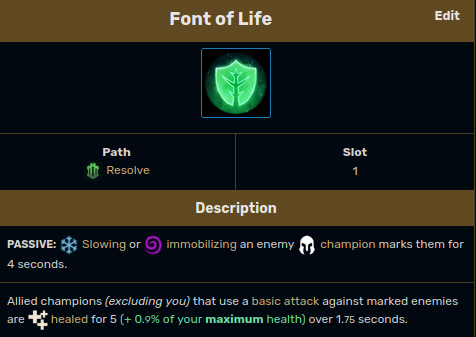 Font of Life
Edit
Path
Slot
Resolve
1
Description
PASSIVE: Slowing or immobilizing an enemy champion marks them for
4 seconds.
Allied champions (excluding you) that use a basic attack against marked enemies
are healed for 5 (+ 0.9% of your maximum health) over 1.75 seconds.